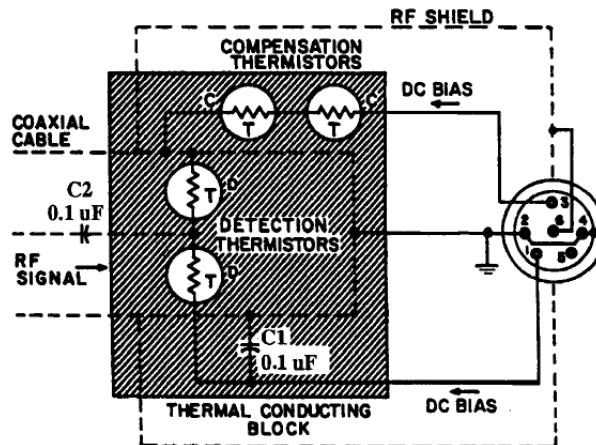 RF SHIELD
COMPENSATION
THERMISTORS
DC BIAS
C
C
T
T
COAXIAL
CABLE
C2
0.1 uF
D
T
DETECTION
THERMISTORS
RF
SIGNAL
T
D
3
2
6
4
1
5
C1
0.1 uF
THERMAL CONDUCTING
BLOCK
DC BIAS